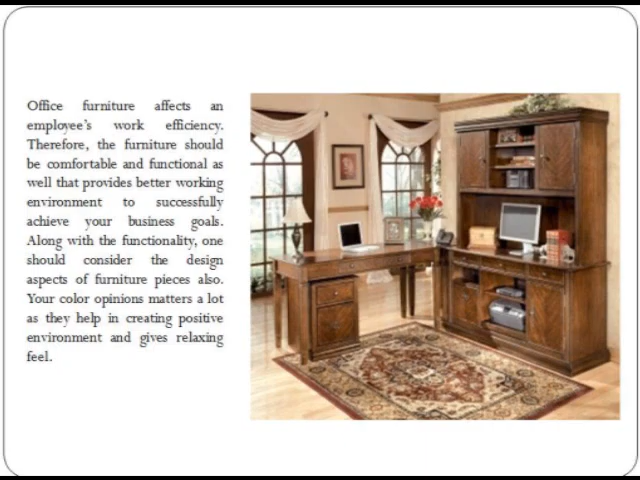 Office furniture affects an
employee's work efficiency.
Therefore, the furniture should
be comfortable and functional as
well that provides better working
environment to successfully
achieve your business goals.
Along with the functionality, one
should consider the design
aspects of furniture pieces also.
Your color opinions matters a lot
as they help in creating positive
environment and gives relaxing
feel.